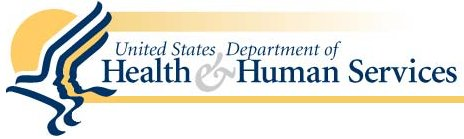 United States Department of
Health & Human Services